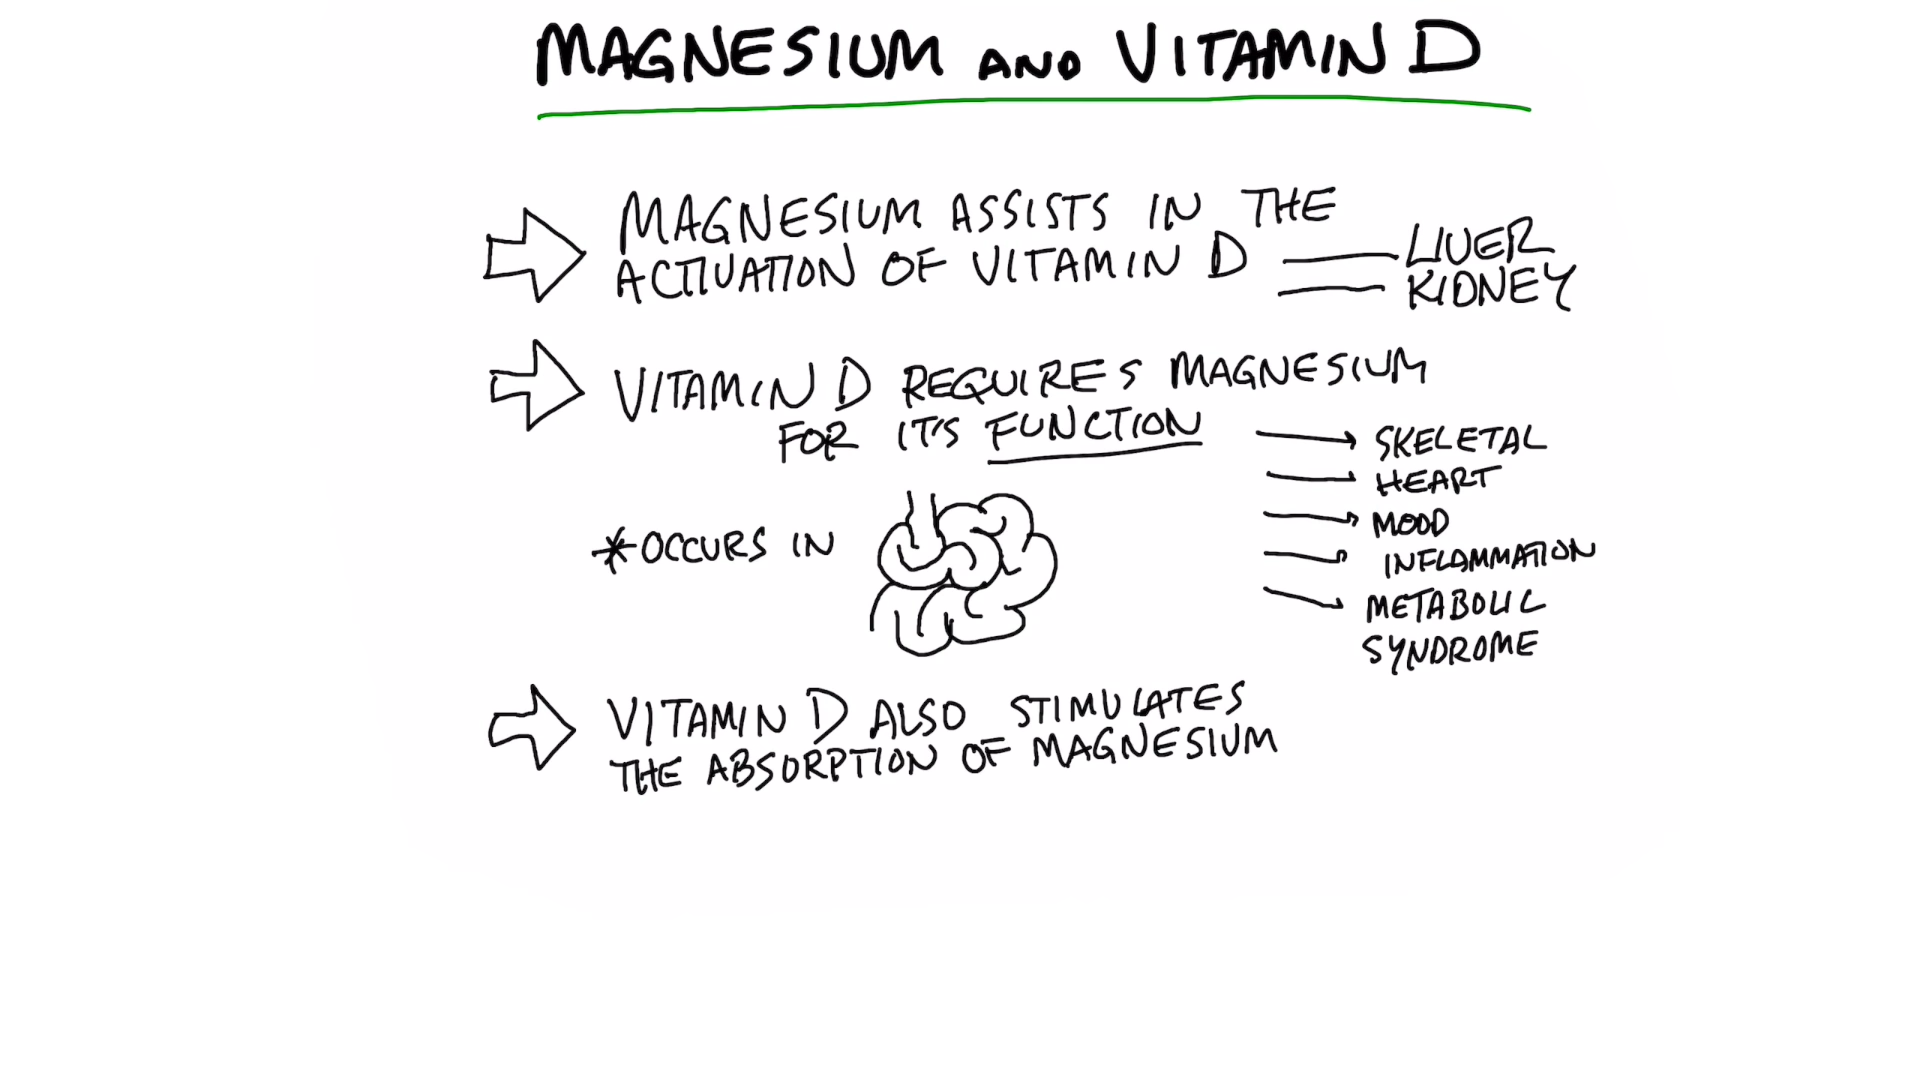 MAGNESIUM AND VITAMIN D
MAGNESIUM ASSISTS IN THE
ACTIVATION OF VITAMIN D
LIVER
KIDNEY
VITAMIN D REQUIRES MAGNESIUM
FOR IT'S FUNCTION
SKELETAL
HEART
MOOD
INFLAMMATION
METABOLIC
SYNDROME
*OCCURS IN
VITAMIN D ALSO STIMULATES
THE ABSORPTION OF MAGNESIUM